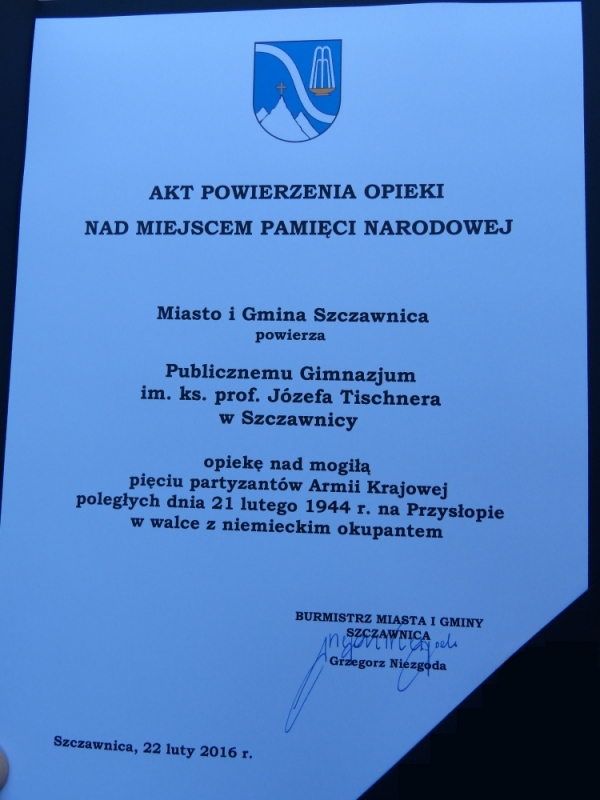 AKT POWIERZENIA OPIEKI
NAD MIEJSCEM PAMIĘCI NARODOWEJ
Miasto i Gmina Szczawnica
powierza
Publicznemu Gimnazjum
im. ks. prof. Józefa Tischnera
w Szczawnicy
opiekę nad mogiłą
pięciu partyzantów Armii Krajowej
poległych dnia 21 lutego 1944 r. na Przysłopie
w walce z niemieckim okupantem
BURMISTRZ MIASTA I GMINY
SZCZAWNICA
Grzegorz Niezgoda
Szczawnica, 22 luty 2016 r.